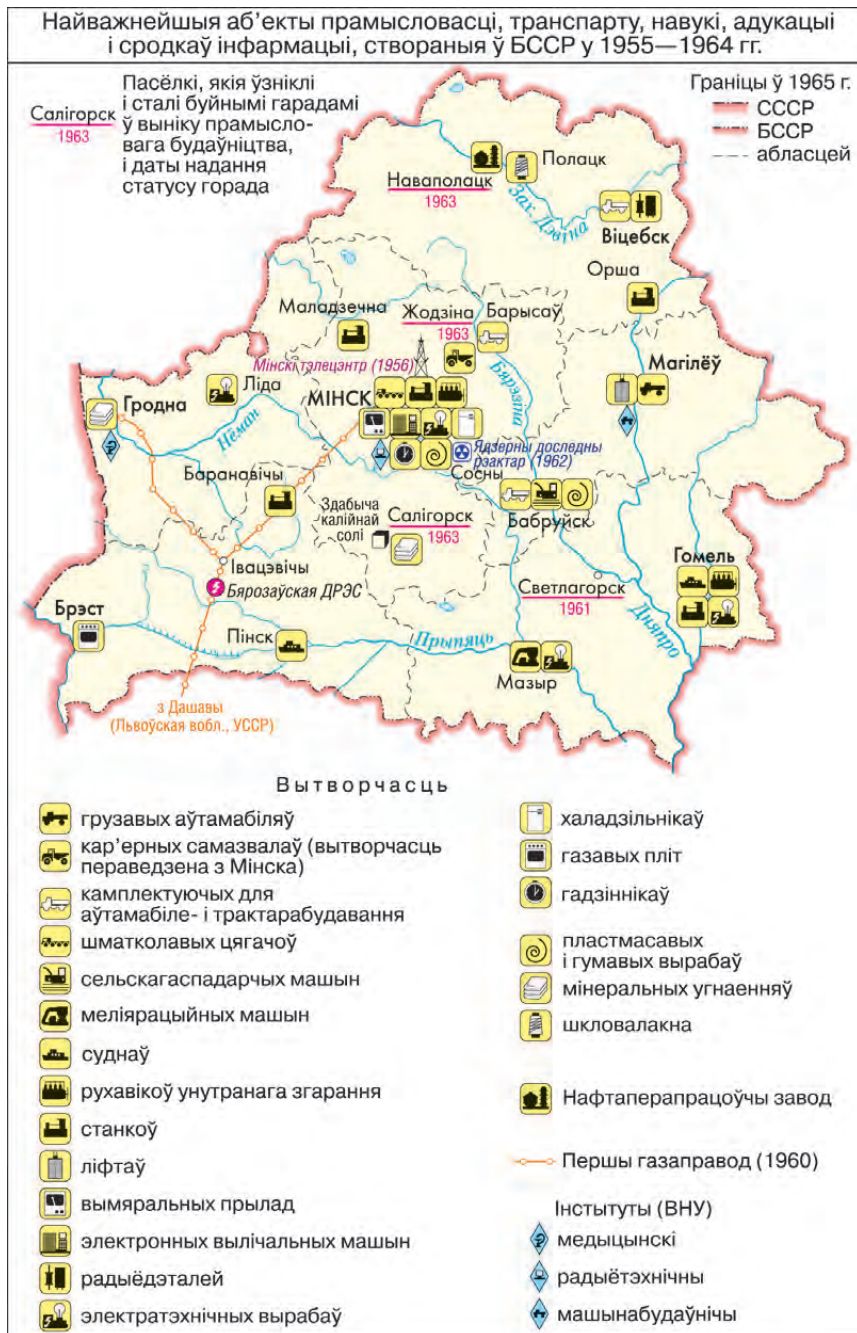 Найважнейшыя аб’екты прамысловасці, транспарту, навукі, адукацыі
і сродкаў інфармацыі, створаныя ў БССР у 1955—1964 гг.
Салігорск
1963
Пасёлкі, якія ўзніклі
і сталі буйнымі гарадамі
ў выніку прамысло-
вага будаўніцтва,
і даты надання
статусу горада
Граніцы ў 1965 г.
СССР
БССР
абласцей
Полацк
Наваполацк
1963
Зах. Дзвіна
Віцебск
Орша
Маладзечна
Жодзіна
1963
Барысаў
Мінскі тэлецэнтр (1956)
Бярэзіна
Магілёў
МІНСК
Ліда
Гродна
Нёман
Ядзерны доследны
рэактар (1962)
Сосны
Баранавічы
Здабыча
калійнай
солі
Салігорск
1963
Бабруйск
Гомель
Івацэвічы
Бярозаўская ДРЭС
Светлагорск
1961
Дняпро
Брэст
Пінск
Прыпяць
Мазыр
з Дашавы
(Львоўская вобл., УССР)
Вытворчасць
грузавых аўтамабіляў
кар’ерных самазвалаў (вытворчасць
пераведзена з Мінска)
камплектуючых для
аўтамабіле- і трактарабудавання
шматколавых цягачоў
сельскагаспадарчых машын
меліярацыйных машын
суднаў
рухавікоў унутранага згарання
станкоў
ліфтаў
вымяральных прылад
электронных вылічальных машын
радыёдэталей
электратэхнічных вырабаў
халадзільнікаў
газавых пліт
гадзіннікаў
пластмасавых
і гумавых вырабаў
мінеральных угнаенняў
шкловалакна
Нафтаперапрацоўчы завод
Першы газаправод (1960)
Інстытуты (ВНУ)
медыцынскі
радыётэхнічны
машынабудаўнічы